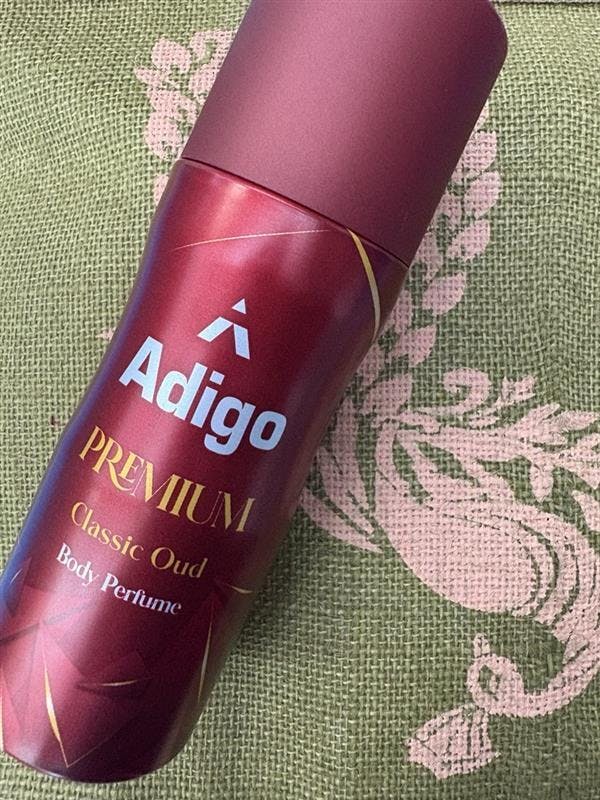 Adigo
PREMIUM
Classic Oud
Body Perfume